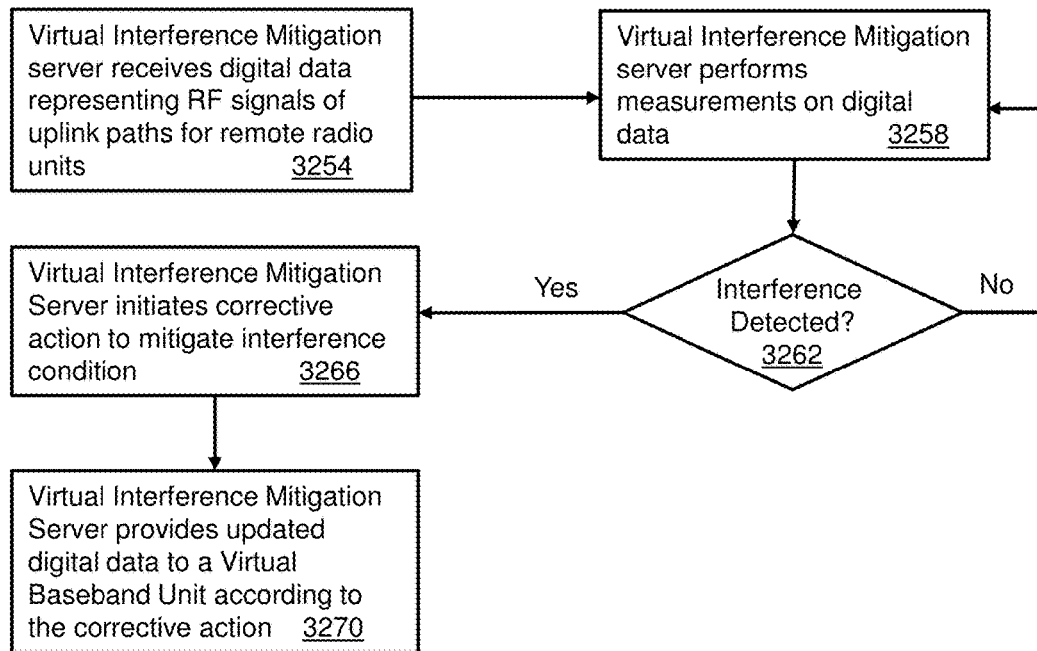 Virtual Interference Mitigation
server receives digital data
representing RF signals of
uplink paths for remote radio
units 3254
Virtual Interference Mitigation
server performs
measurements on digital
data 3258
Interference
Detected?
3262
Yes
No
Virtual Interference Mitigation
Server initiates corrective
action to mitigate interference
condition 3266
Virtual Interference Mitigation
Server provides updated
digital data to a Virtual
Baseband Unit according to
the corrective action 3270